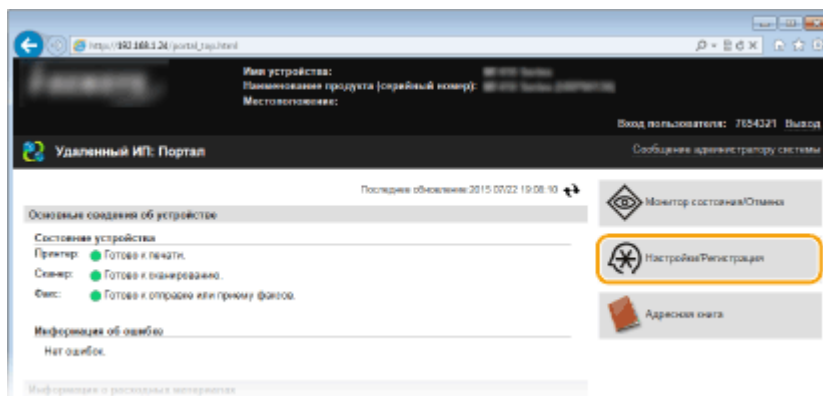 http://192.168.1.24/portal_top.html
Имя устройства:
Наименование продукта (серийный номер):
Местоположение:
Вход пользователя: 7654321 Выход
Удаленный ИП: Портал
Сообщение администратору системы
Последнее обновление: 2015 07/22 19:08:10
Основные сведения об устройстве
Состояние устройства
Принтер: Готово к печати.
Сканер: Готово к сканированию.
Факс: Готово к отправке или приему факсов.
Информация об ошибке
Нет ошибок.
Информация о расходных материалах
Монитор состояния/Отмена
Настройки/Регистрация
Адресная книга